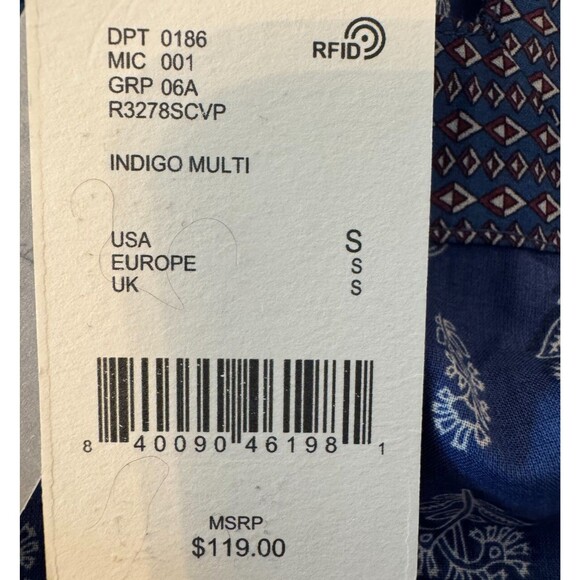 DPT 0186
RFID
MIC 001
GRP 06A
R3278SCVP
INDIGO MULTI
USA S
EUROPE S
UK S
8 40090 46198 1
MSRP
$119.00